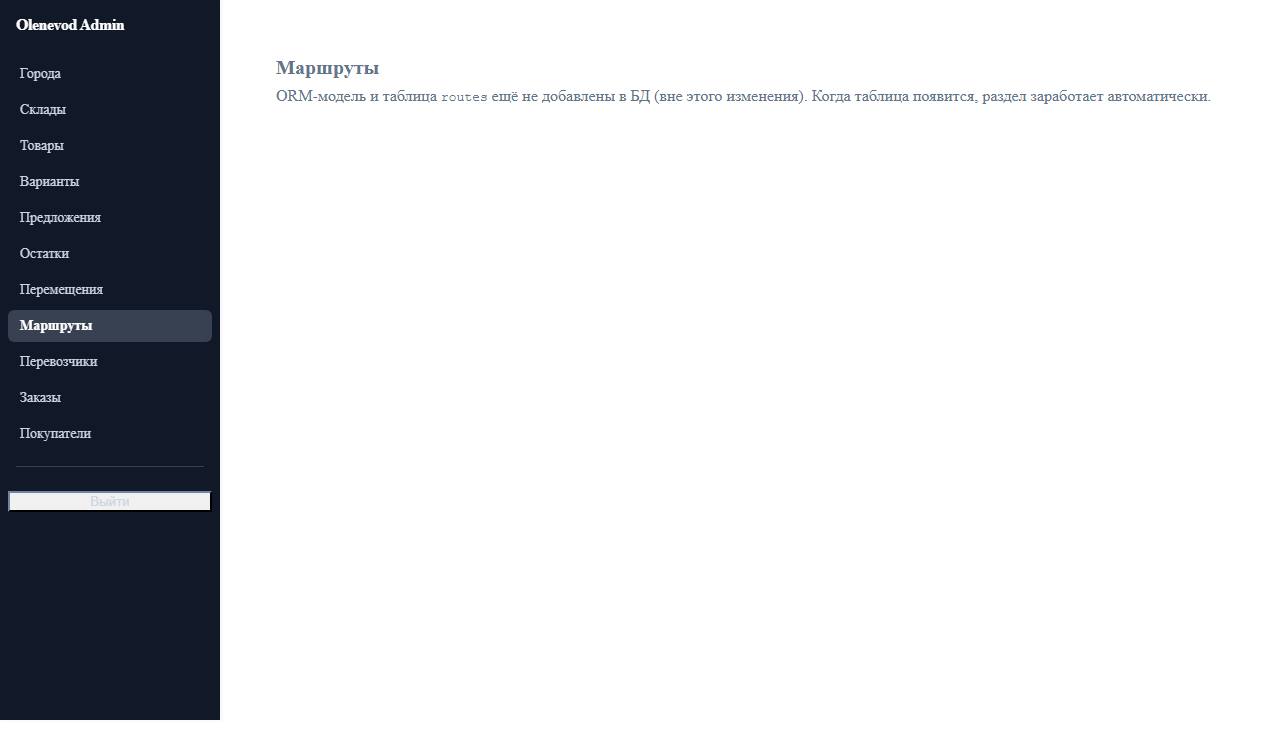 Olenevod Admin
Города
Склады
Товары
Варианты
Предложения
Остатки
Перемещения
Маршруты
Перевозчики
Заказы
Покупатели
Выйти
Маршруты
ORM-модель и таблица routes ещё не добавлены в БД (вне этого изменения). Когда таблица появится, раздел заработает автоматически.